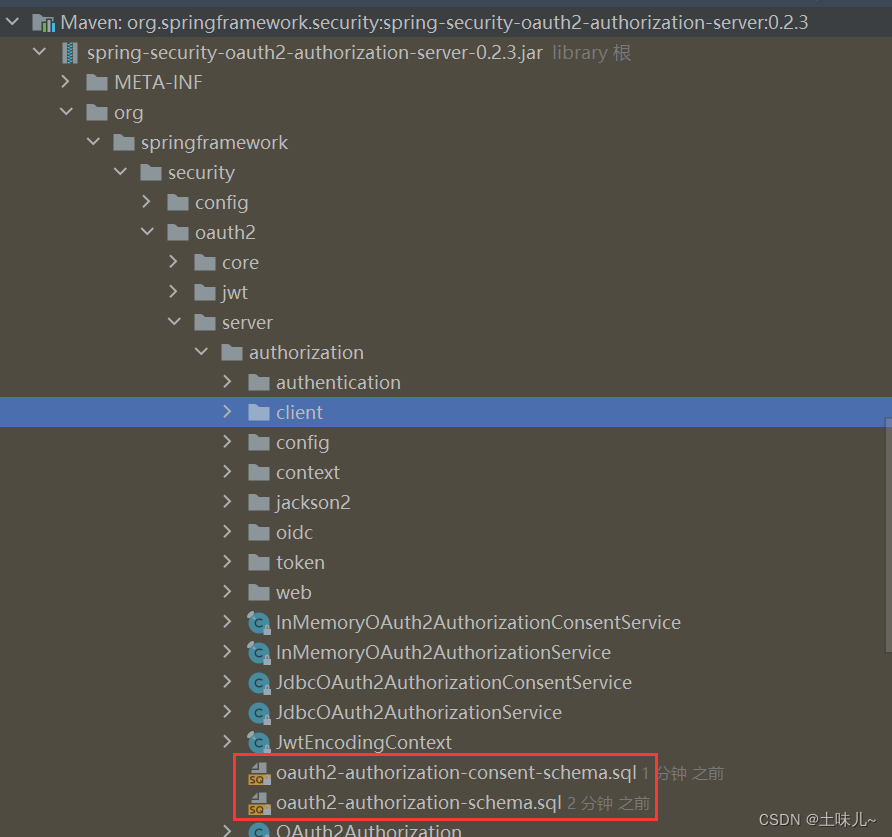 Maven: org.springframework.security:spring-security-oauth2-authorization-server:0.2.3
spring-security-oauth2-authorization-server-0.2.3.jar library 根
META-INF
org
springframework
security
config
oauth2
core
jwt
server
authorization
authentication
client
config
context
jackson2
oidc
token
web
InMemoryOAuth2AuthorizationConsentService
InMemoryOAuth2AuthorizationService
JdbcOAuth2AuthorizationConsentService
JdbcOAuth2AuthorizationService
JwtEncodingContext
oauth2-authorization-consent-schema.sql 1 分钟 之前
oauth2-authorization-schema.sql 2 分钟 之前
OAuth2Authorization
CSDN @土味儿~